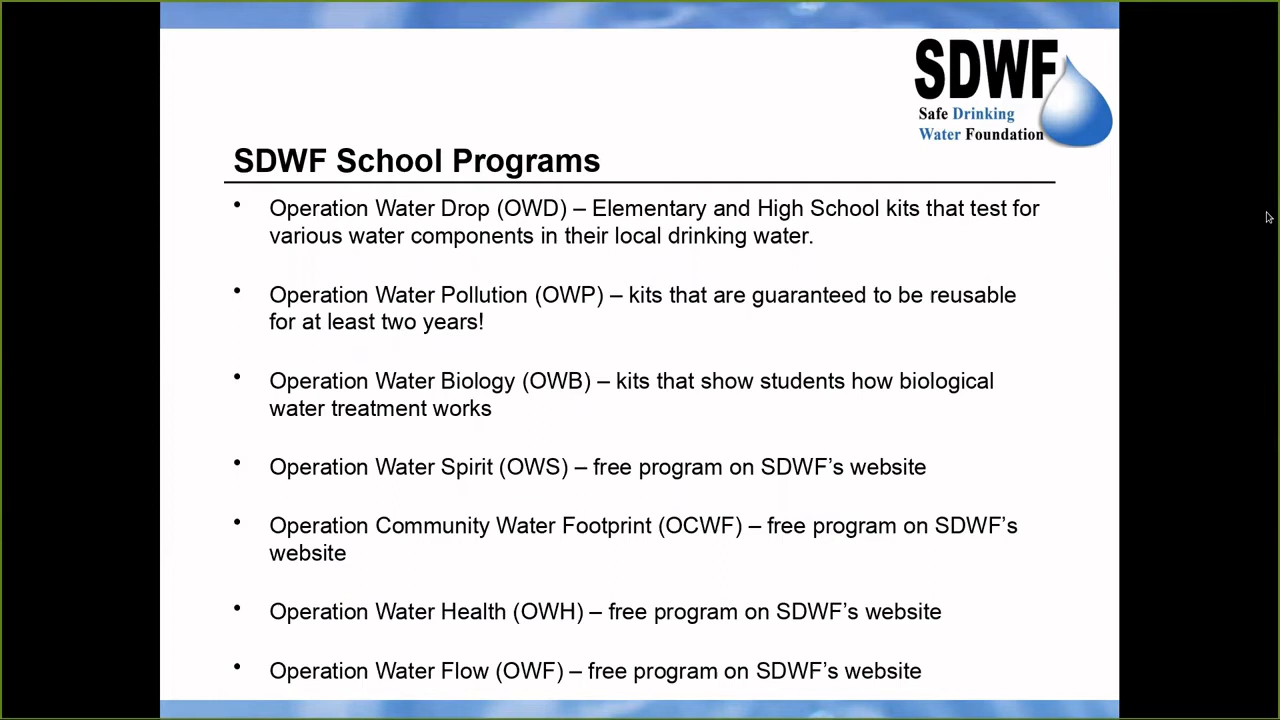 SDWF
Safe Drinking
Water Foundation
SDWF School Programs
• Operation Water Drop (OWD) – Elementary and High School kits that test for
various water components in their local drinking water.
• Operation Water Pollution (OWP) – kits that are guaranteed to be reusable
for at least two years!
• Operation Water Biology (OWB) – kits that show students how biological
water treatment works
• Operation Water Spirit (OWS) – free program on SDWF’s website
• Operation Community Water Footprint (OCWF) – free program on SDWF’s
website
• Operation Water Health (OWH) – free program on SDWF’s website
• Operation Water Flow (OWF) – free program on SDWF’s website